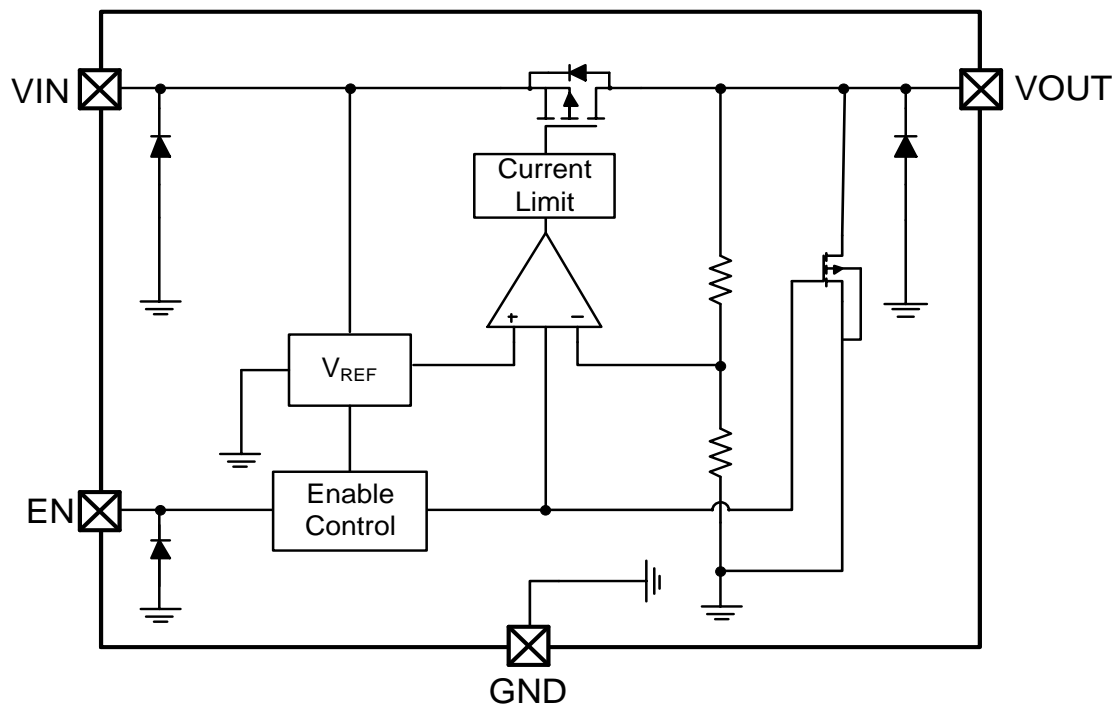 VIN
VOUT
Current
Limit
+
−
VREF
EN
Enable
Control
GND